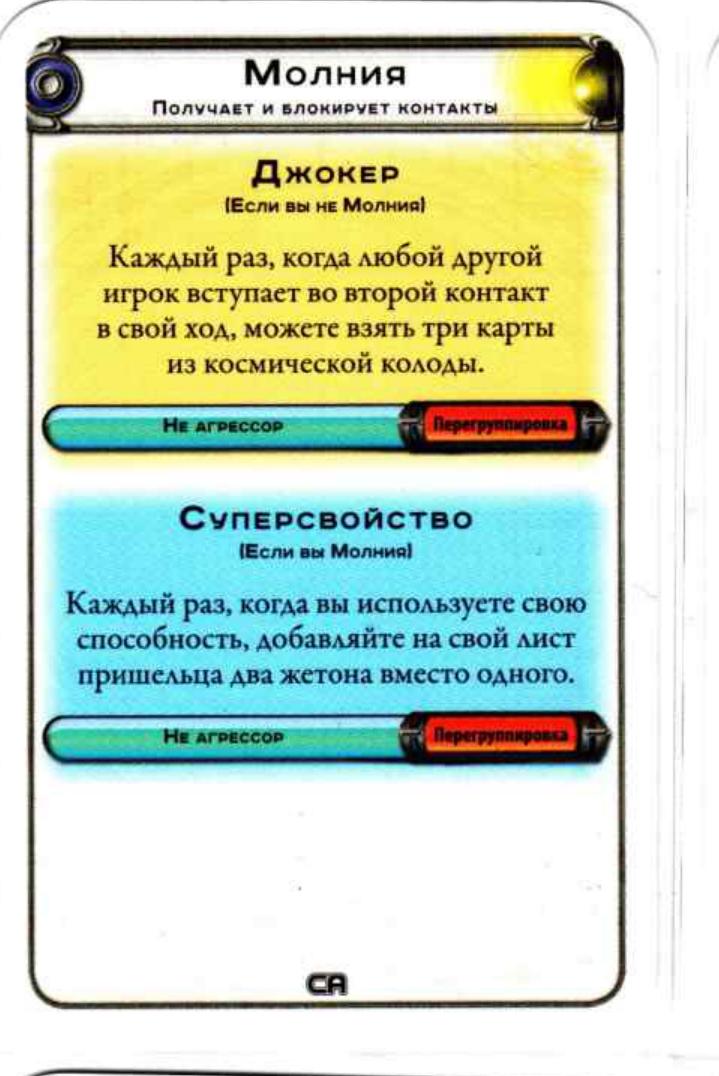 Молния
Получает и блокирует контакты
Джокер
(Если вы не Молния)
Каждый раз, когда любой другой
игрок вступает во второй контакт
в свой ход, можете взять три карты
из космической колоды.
Не агрессор Перегруппировка
Суперсвойство
(Если вы Молния)
Каждый раз, когда вы используете свою
способность, добавляйте на свой лист
пришельца два жетона вместо одного.
Не агрессор Перегруппировка
CA